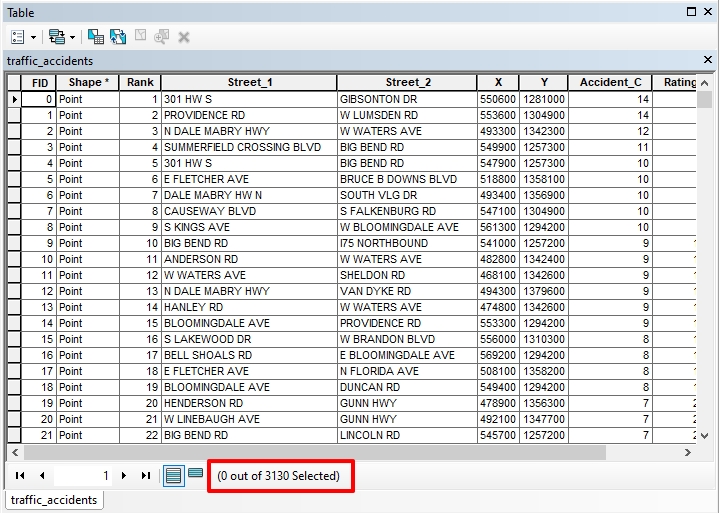 Table
traffic_accidents
FID Shape * Rank Street_1 Street_2 X Y Accident_C Rating
0 Point 1 301 HW S GIBSONTON DR 550600 1281000 14
1 Point 2 PROVIDENCE RD W LUMSDEN RD 553600 1304900 14
2 Point 3 N DALE MABRY HWY W WATERS AVE 493300 1342300 12
3 Point 4 SUMMERFIELD CROSSING BLVD BIG BEND RD 549900 1257300 11
4 Point 5 301 HW S BIG BEND RD 547900 1257300 10
5 Point 6 E FLETCHER AVE BRUCE B DOWNS BLVD 518800 1358100 10
6 Point 7 DALE MABRY HW N SOUTH VLG DR 493400 1356900 10
7 Point 8 CAUSEWAY BLVD S FALKENBURG RD 547100 1304900 10
8 Point 9 S KINGS AVE W BLOOMINGDALE AVE 561300 1294200 10
9 Point 10 BIG BEND RD I75 NORTHBOUND 541000 1257200 9 1
10 Point 11 ANDERSON RD W WATERS AVE 482800 1342400 9 1
11 Point 12 W WATERS AVE SHELDON RD 468100 1342600 9 1
12 Point 13 N DALE MABRY HWY VAN DYKE RD 494300 1379600 9 1
13 Point 14 HANLEY RD W WATERS AVE 474800 1342600 9 1
14 Point 15 BLOOMINGDALE AVE PROVIDENCE RD 553300 1294200 9 1
15 Point 16 S LAKEWOOD DR W BRANDON BLVD 556000 1310300 8 1
16 Point 17 BELL SHOALS RD E BLOOMINGDALE AVE 569200 1294200 8 1
17 Point 18 E FLETCHER AVE N FLORIDA AVE 508100 1358200 8 1
18 Point 19 BLOOMINGDALE AVE DUNCAN RD 549400 1294200 8 1
19 Point 20 HENDERSON RD GUNN HWY 478900 1356300 7 2
20 Point 21 W LINEBAUGH AVE GUNN HWY 492100 1347700 7 2
21 Point 22 BIG BEND RD LINCOLN RD 545700 1257200 7 2
1 (0 out of 3130 Selected)
traffic_accidents